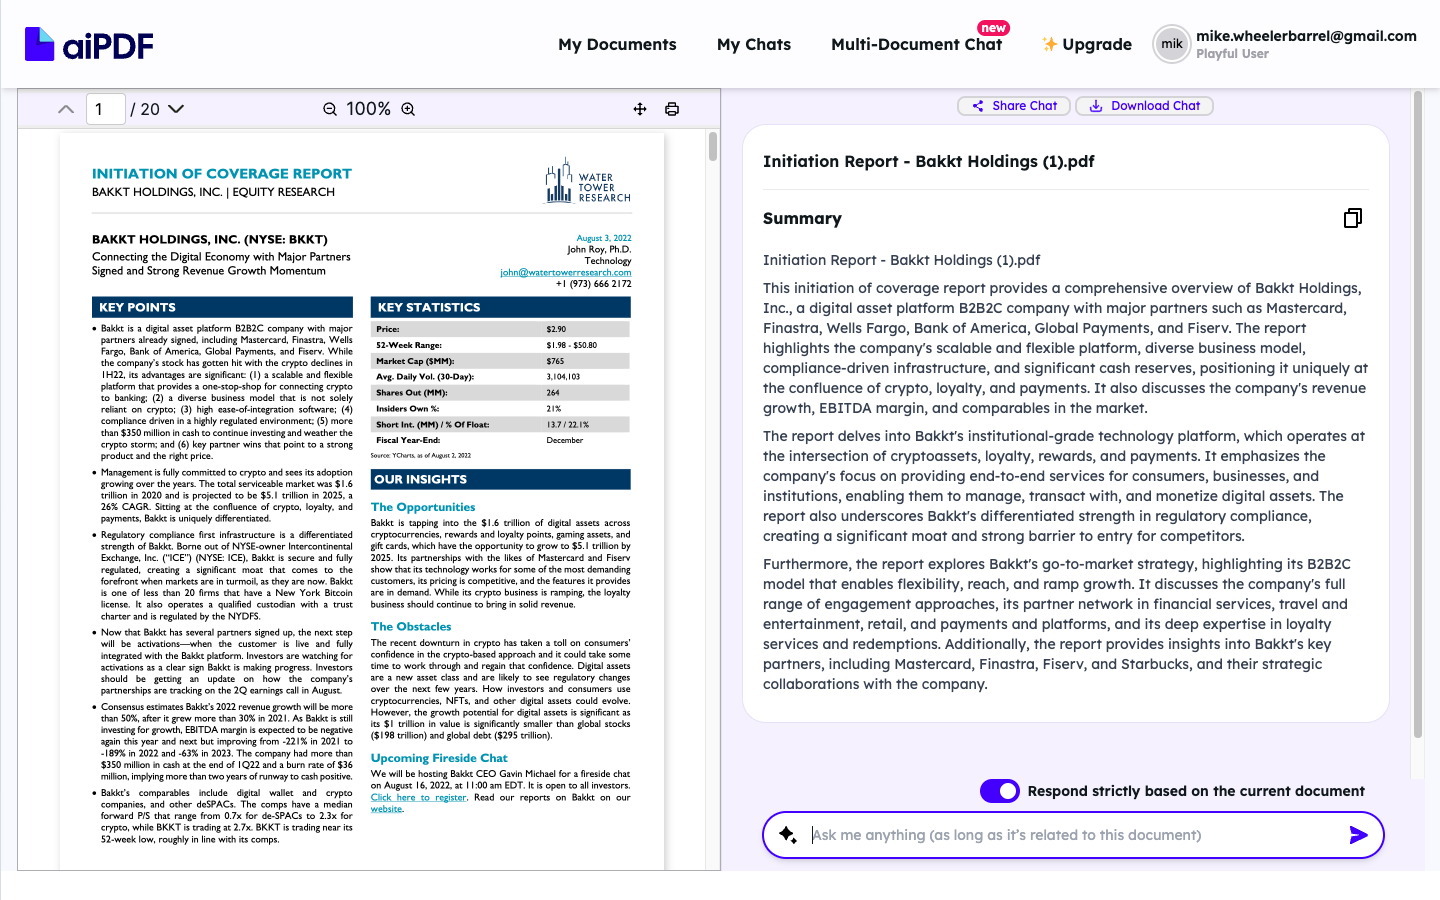 aiPDF
My Documents
My Chats
Multi-Document Chat
new
Upgrade
mik
mike.wheelerbarrel@gmail.com
Playful User
1 / 20
100%
INITIATION OF COVERAGE REPORT
BAKKT HOLDINGS, INC. | EQUITY RESEARCH
WATER
TOWER
RESEARCH
BAKKT HOLDINGS, INC. (NYSE: BKKT)
Connecting the Digital Economy with Major Partners
Signed and Strong Revenue Growth Momentum
August 3, 2022
John Roy, Ph.D.
Technology
john@watertowerresearch.com
+1 (973) 666 2172
KEY POINTS
• Bakkt is a digital asset platform B2B2C company with major
partners already signed, including Mastercard, Finastra, Wells
Fargo, Bank of America, Global Payments, and Fiserv. While
the company's stock has gotten hit with the crypto declines in
1H22, its advantages are significant: (1) a scalable and flexible
platform that provides a one-stop-shop for connecting crypto
to banking; (2) a diverse business model that is not solely
reliant on crypto; (3) high ease-of-integration software; (4)
compliance driven in a highly regulated environment; (5) more
than $350 million in cash to continue investing and weather the
crypto storm; and (6) key partner wins that point to a strong
product and the right price.
• Management is fully committed to crypto and sees its adoption
growing over the years. The total serviceable market was $1.6
trillion in 2020 and is projected to be $5.1 trillion in 2025, a
26% CAGR. Sitting at the confluence of crypto, loyalty, and
payments, Bakkt is uniquely differentiated.
• Regulatory compliance first infrastructure is a differentiated
strength of Bakkt. Borne out of NYSE-owner Intercontinental
Exchange, Inc. ("ICE") (NYSE: ICE), Bakkt is secure and fully
regulated, creating a significant moat that comes to the
forefront when markets are in turmoil, as they are now. Bakkt
is one of less than 20 firms that have a New York Bitcoin
license. It also operates a qualified custodian with a trust
charter and is regulated by the NYDFS.
• Now that Bakkt has several partners signed up, the next step
will be activations—when the customer is live and fully
integrated with the Bakkt platform. Investors are watching for
activations as a clear sign Bakkt is making progress. Investors
should be getting an update on how the company's
partnerships are tracking on the 2Q earnings call in August.
• Consensus estimates Bakkt's 2022 revenue growth will be more
than 50%, after it grew more than 30% in 2021. As Bakkt is still
investing for growth, EBITDA margin is expected to be negative
again this year and next but improving from -221% in 2021 to
-189% in 2022 and -63% in 2023. The company had more than
$350 million in cash at the end of 1Q22 and a burn rate of $36
million, implying more than two years of runway to cash positive.
• Bakkt's comparables include digital wallet and crypto
companies, and other deSPACs. The comps have a median
forward P/S that range from 0.7x for de-SPACs to 2.3x for
crypto, while BKKT is trading at 2.7x. BKKT is trading near its
52-week low, roughly in line with its comps.
KEY STATISTICS
Price: $2.90
52-Week Range: $1.98 - $50.80
Market Cap ($MM): $765
Avg. Daily Vol. (30-Day): 3,104,103
Shares Out (MM): 264
Insiders Own %: 21%
Short Int. (MM) / % Of Float: 13.7 / 22.1%
Fiscal Year-End: December
Source: YCharts, as of August 2, 2022
OUR INSIGHTS
The Opportunities
Bakkt is tapping into the $1.6 trillion of digital assets across
cryptocurrencies, rewards and loyalty points, gaming assets, and
gift cards, which have the opportunity to grow to $5.1 trillion by
2025. Its partnerships with the likes of Mastercard and Fiserv
show that its technology works for some of the most demanding
customers, its pricing is competitive, and the features it provides
are in demand. While its crypto business is ramping, the loyalty
business should continue to bring in solid revenue.
The Obstacles
The recent downturn in crypto has taken a toll on consumers'
confidence in the crypto-based approach and it could take some
time to work through and regain that confidence. Digital assets
are a new asset class and are likely to see regulatory changes
over the next few years. How investors and consumers use
cryptocurrencies, NFTs, and other digital assets could evolve.
However, the growth potential for digital assets is significant as
its $1 trillion in value is significantly smaller than global stocks
($198 trillion) and global debt ($295 trillion).
Upcoming Fireside Chat
We will be hosting Bakkt CEO Gavin Michael for a fireside chat
on August 16, 2022, at 11:00 am EDT. It is open to all investors.
Click here to register. Read our reports on Bakkt on our
website.
Share Chat
Download Chat
Initiation Report - Bakkt Holdings (1).pdf
Summary
Initiation Report - Bakkt Holdings (1).pdf
This initiation of coverage report provides a comprehensive overview of Bakkt Holdings,
Inc., a digital asset platform B2B2C company with major partners such as Mastercard,
Finastra, Wells Fargo, Bank of America, Global Payments, and Fiserv. The report
highlights the company's scalable and flexible platform, diverse business model,
compliance-driven infrastructure, and significant cash reserves, positioning it uniquely at
the confluence of crypto, loyalty, and payments. It also discusses the company's revenue
growth, EBITDA margin, and comparables in the market.
The report delves into Bakkt's institutional-grade technology platform, which operates at
the intersection of cryptoassets, loyalty, rewards, and payments. It emphasizes the
company's focus on providing end-to-end services for consumers, businesses, and
institutions, enabling them to manage, transact with, and monetize digital assets. The
report also underscores Bakkt's differentiated strength in regulatory compliance,
creating a significant moat and strong barrier to entry for competitors.
Furthermore, the report explores Bakkt's go-to-market strategy, highlighting its B2B2C
model that enables flexibility, reach, and ramp growth. It discusses the company's full
range of engagement approaches, its partner network in financial services, travel and
entertainment, retail, and payments and platforms, and its deep expertise in loyalty
services and redemptions. Additionally, the report provides insights into Bakkt's key
partners, including Mastercard, Finastra, Fiserv, and Starbucks, and their strategic
collaborations with the company.
Respond strictly based on the current document
Ask me anything (as long as it's related to this document)